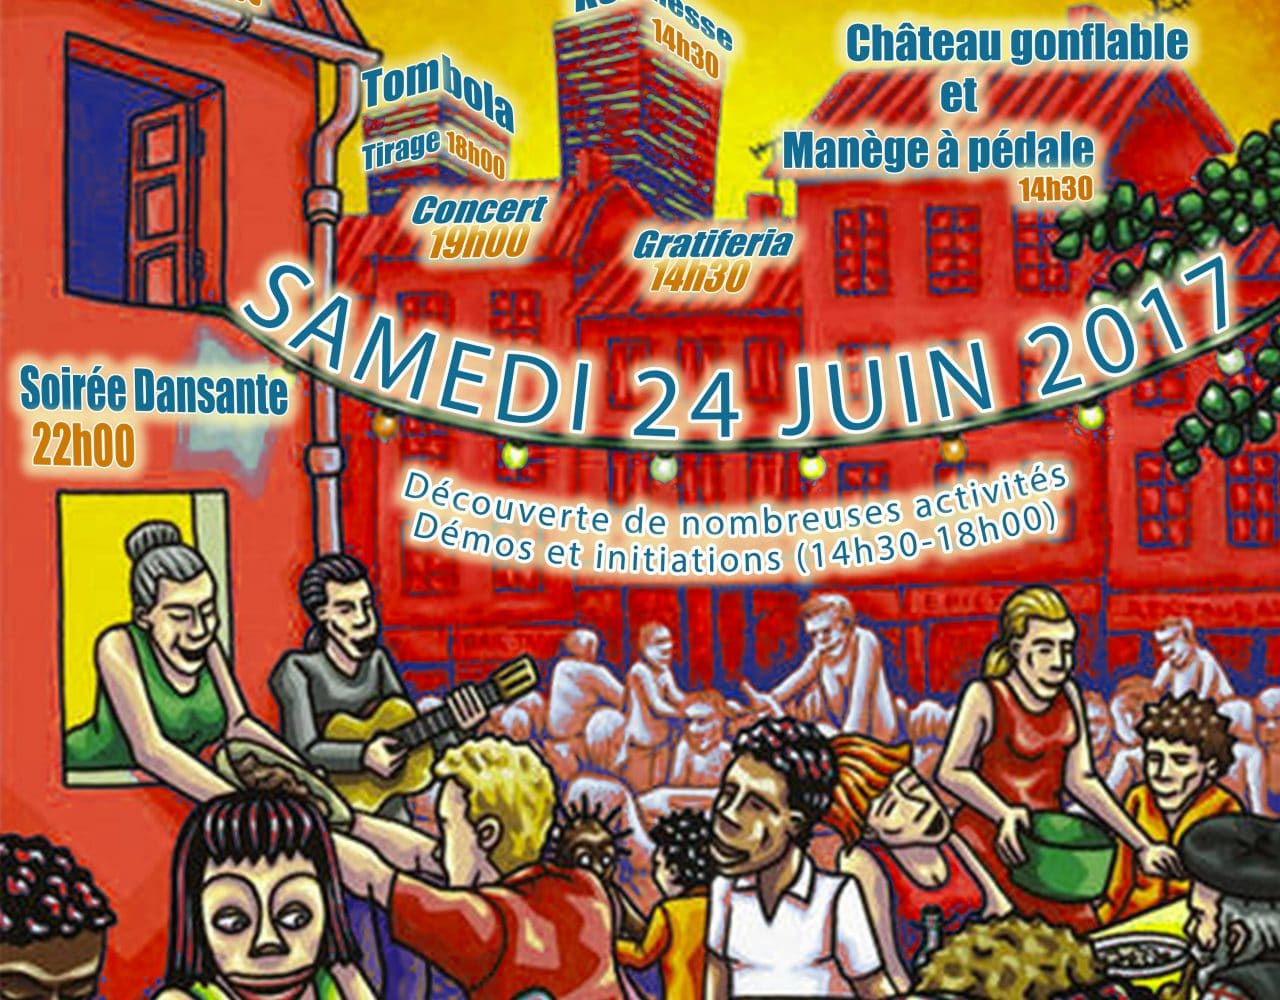 14h30
Château gonflable
et
Manège à pédale
14h30
Tombola
Tirage 18h00
Concert
19h00
Gratiferia
14h30
SAMEDI 24 JUIN 2017
Soirée Dansante
22h00
Découverte de nombreuses activités
Démos et initiations (14h30-18h00)